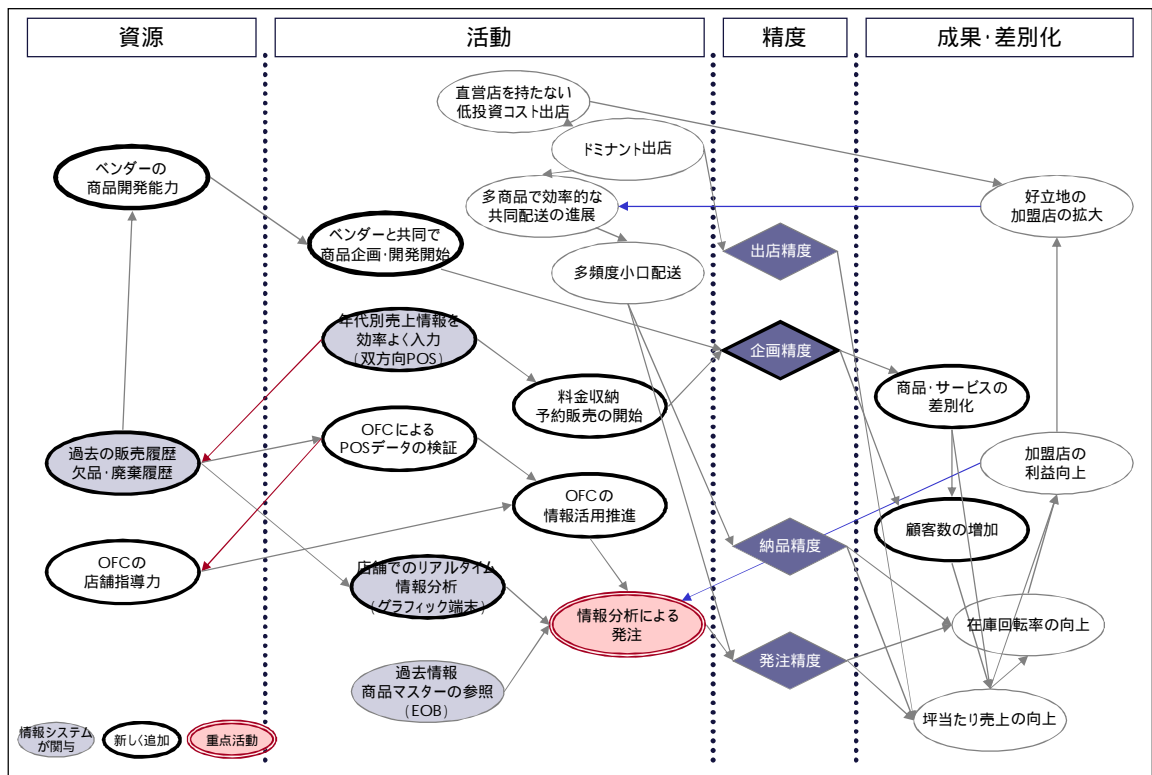 資源
活動
精度
成果・差別化
直営店を持たない
低投資コスト出店
ドミナント出店
ベンダーの
商品開発能力
多商品で効率的な
共同配送の進展
好立地の
加盟店の拡大
ベンダーと共同で
商品企画・開発開始
出店精度
多頻度小口配送
年代別売上情報を
効率よく入力
(双方向POS)
企画精度
料金収納
予約販売の開始
商品・サービスの
差別化
過去の販売履歴
欠品・廃棄履歴
OFCによる
POSデータの検証
加盟店の
利益向上
OFCの
情報活用推進
顧客数の増加
納品精度
OFCの
店舗指導力
店舗でのリアルタイム
情報分析
(グラフィック端末)
情報分析による
発注
在庫回転率の向上
発注精度
過去情報
商品マスターの参照
(EOB)
坪当たり売上の向上
情報システム
が関与
新しく追加
重点活動